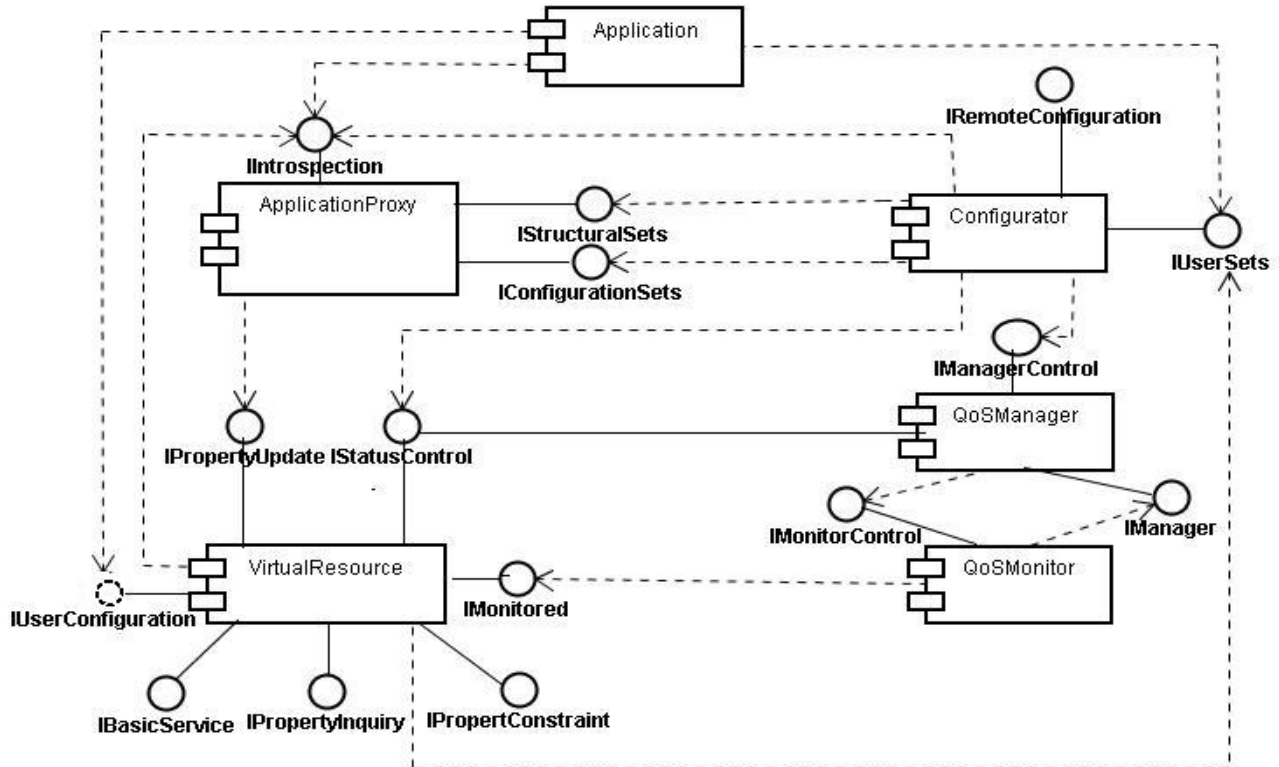 Application
IRemoteConfiguration
IIntrospection
ApplicationProxy
IStructuralSets
Configurator
IUserSets
IConfigurationSets
IManagerControl
QoSManager
IPropertyUpdate
IStatusControl
IMonitorControl
IManager
VirtualResource
IMonitored
QoSMonitor
IUserConfiguration
IBasicService
IPropertyInquiry
IPropertConstraint